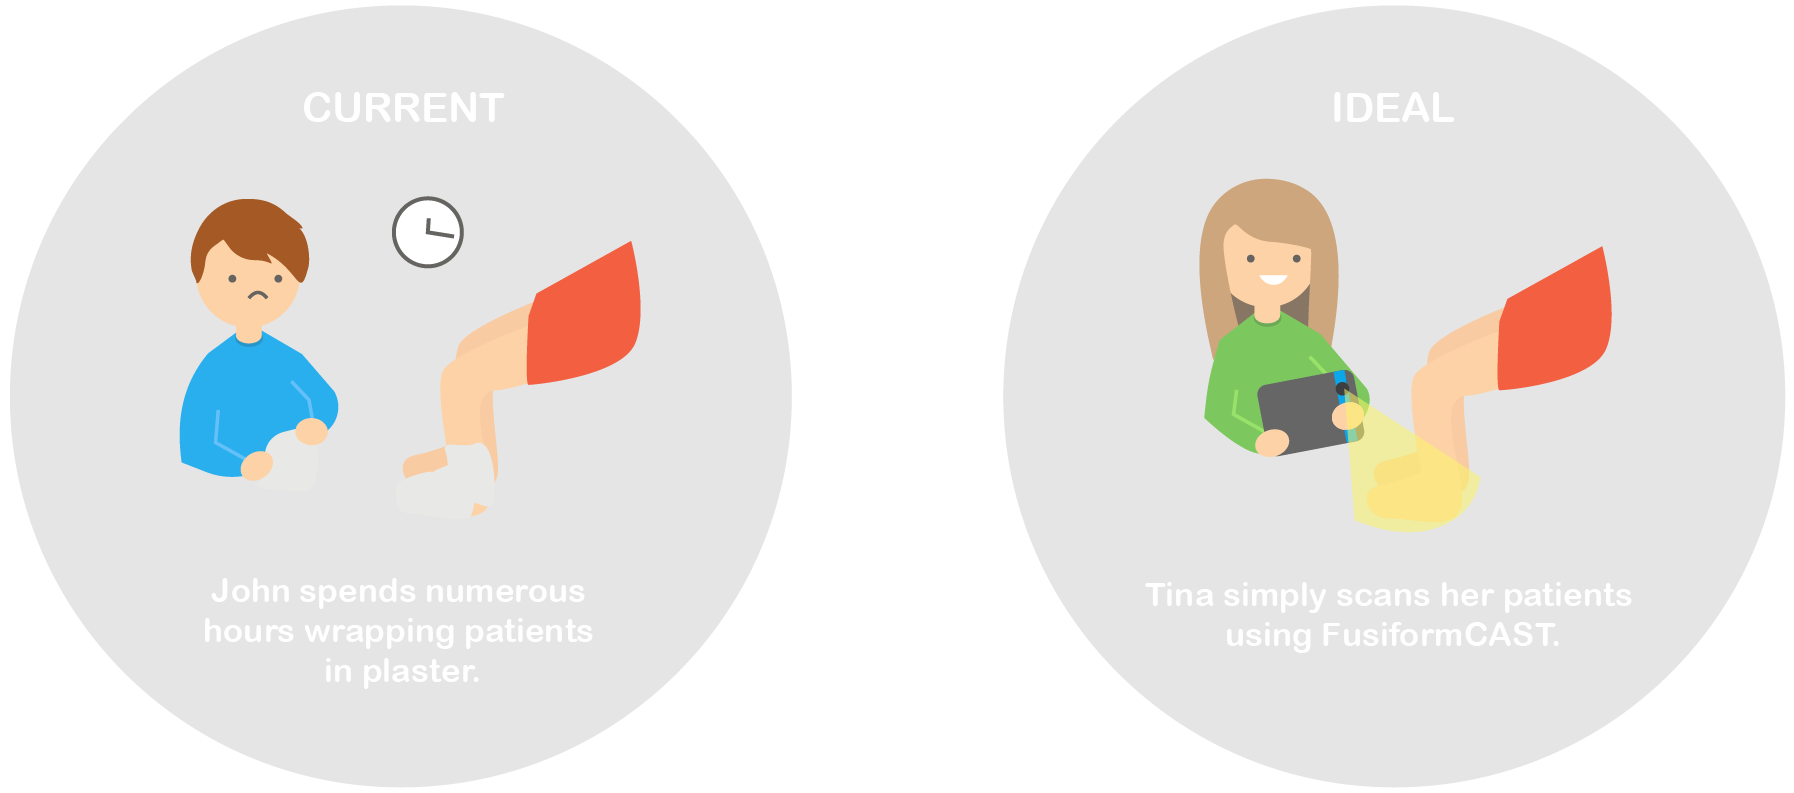 CURRENT
John spends numerous
hours wrapping patients
in plaster.
IDEAL
Tina simply scans her patients
using FusiformCAST.